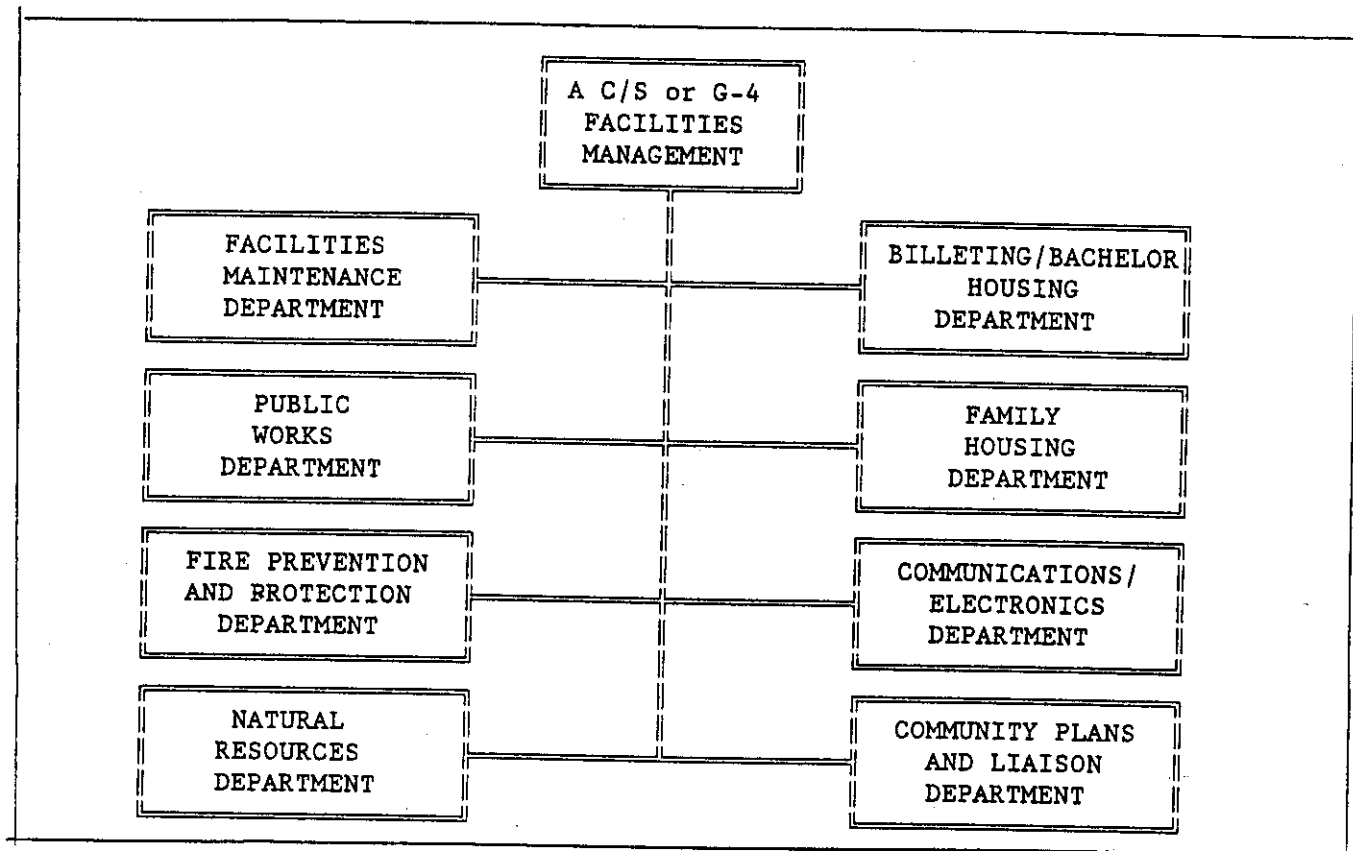 A C/S or G-4
FACILITIES
MANAGEMENT
FACILITIES
MAINTENANCE
DEPARTMENT
BILLETING/BACHELOR
HOUSING
DEPARTMENT
PUBLIC
WORKS
DEPARTMENT
FAMILY
HOUSING
DEPARTMENT
FIRE PREVENTION
AND PROTECTION
DEPARTMENT
COMMUNICATIONS/
ELECTRONICS
DEPARTMENT
NATURAL
RESOURCES
DEPARTMENT
COMMUNITY PLANS
AND LIAISON
DEPARTMENT